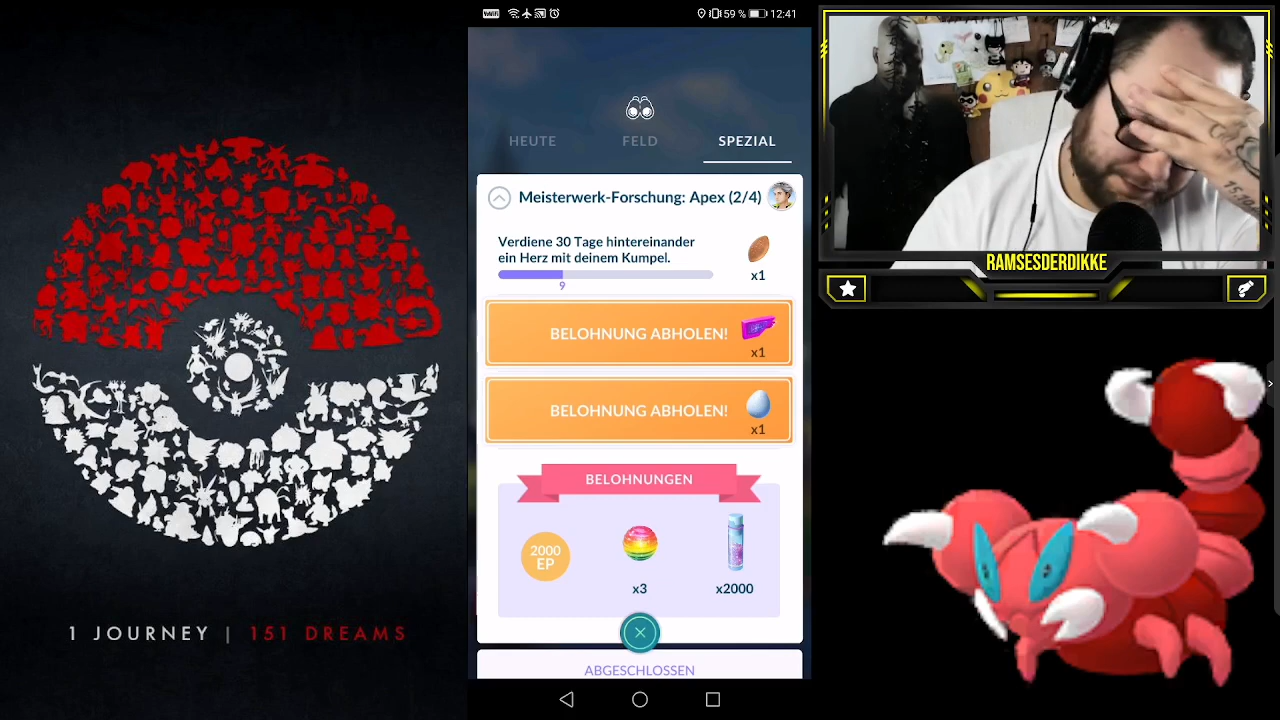 1 JOURNEY | 151 DREAMS
VoWiFi
59 % 12:41
HEUTE FELD SPEZIAL
Meisterwerk-Forschung: Apex (2/4)
Verdiene 30 Tage hintereinander
ein Herz mit deinem Kumpel.
x1
9
BELOHNUNG ABHOLEN!
x1
BELOHNUNG ABHOLEN!
x1
BELOHNUNGEN
2000
EP
x3
x2000
ABGESCHLOSSEN
RAMSESDERDIKKE